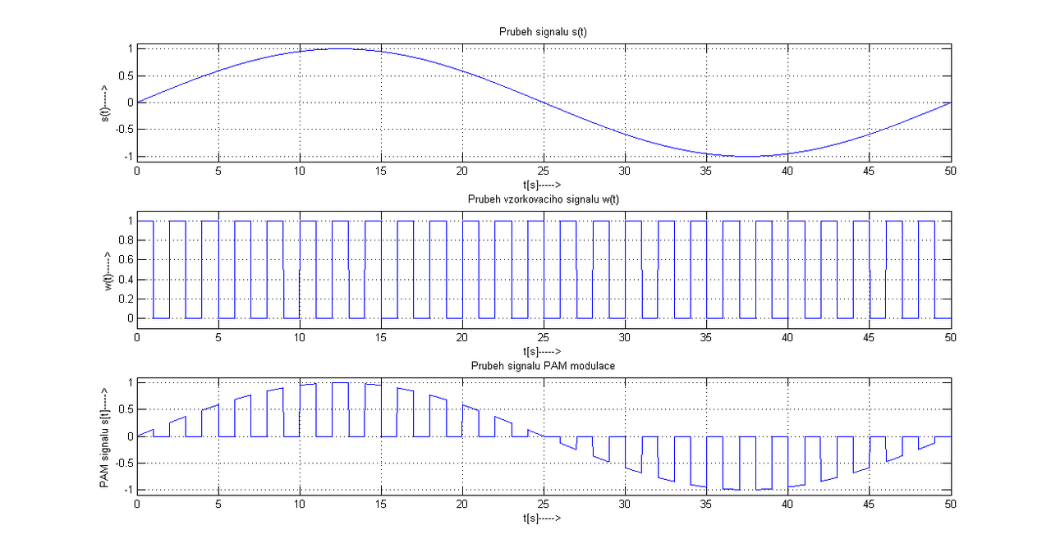 Prubeh signalu s(t)
1
0.5
0
-0.5
-1
s(t)----->
0 5 10 15 20 25 30 35 40 45 50
t[s]----->
Prubeh vzorkovaciho signalu w(t)
1
0.8
0.6
0.4
0.2
0
w(t)----->
0 5 10 15 20 25 30 35 40 45 50
t[s]----->
Prubeh signalu PAM modulace
1
0.5
0
-0.5
-1
PAM signalu s[t]----->
0 5 10 15 20 25 30 35 40 45 50
t[s]----->